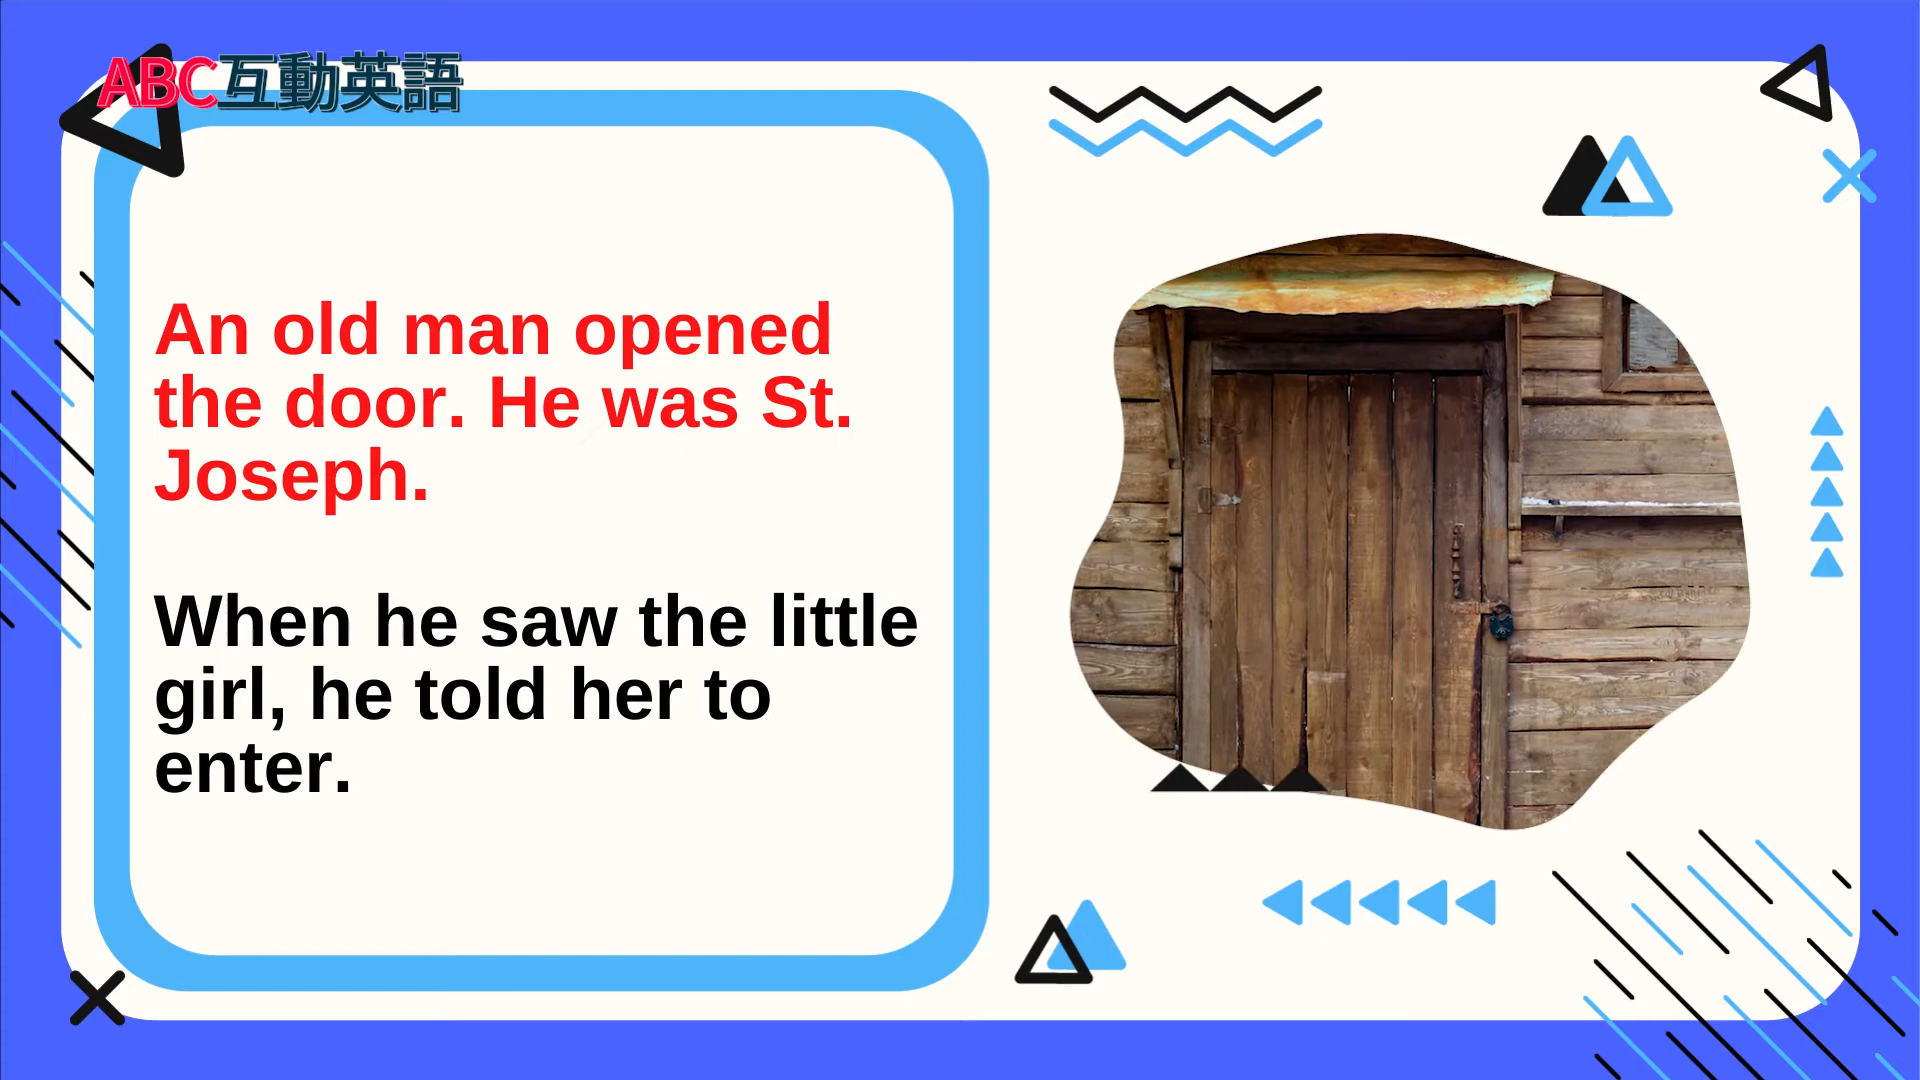 ABC互動英語
An old man opened
the door. He was St.
Joseph.
When he saw the little
girl, he told her to
enter.